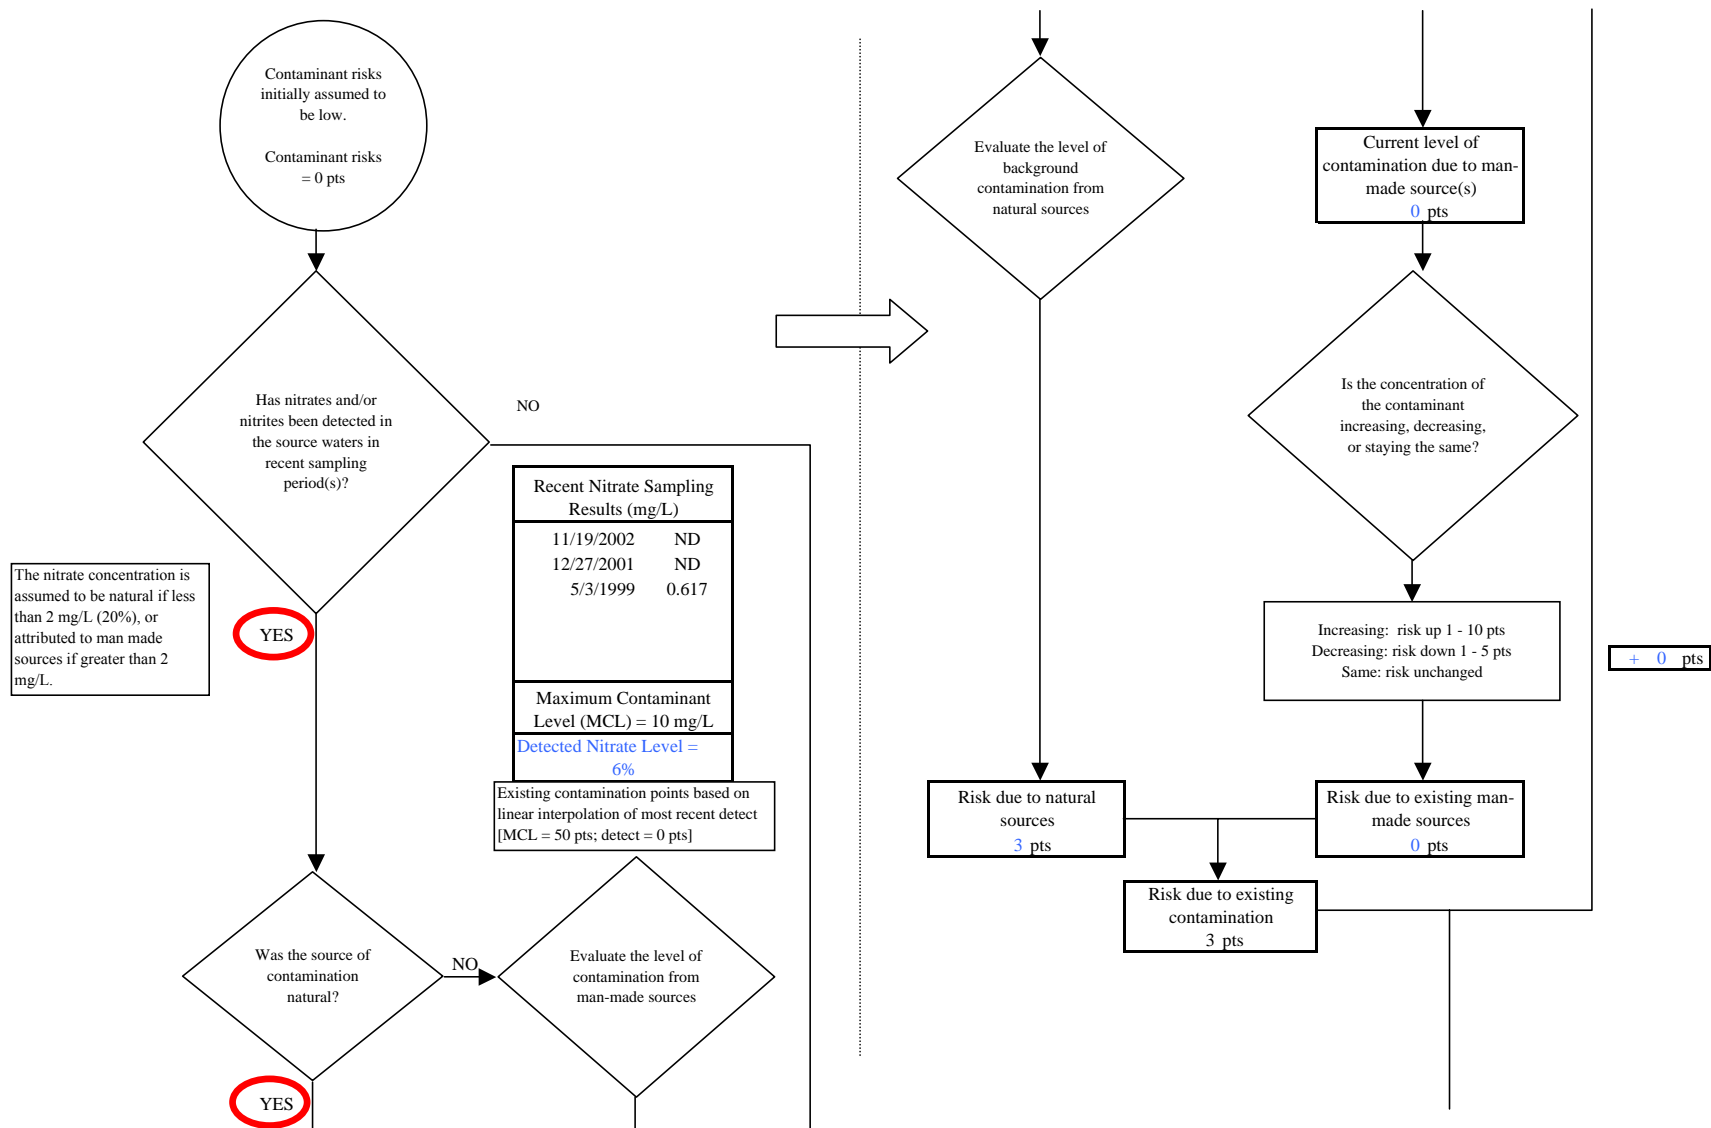 Contaminant risks
initially assumed to
be low.
Contaminant risks
= 0 pts
Has nitrates and/or
nitrites been detected in
the source waters in
recent sampling
period(s)?
NO
Recent Nitrate Sampling
Results (mg/L)
11/19/2002 ND
12/27/2001 ND
5/3/1999 0.617
Maximum Contaminant
Level (MCL) = 10 mg/L
Detected Nitrate Level =
6%
Existing contamination points based on
linear interpolation of most recent detect
[MCL = 50 pts; detect = 0 pts]
The nitrate concentration is
assumed to be natural if less
than 2 mg/L (20%), or
attributed to man made
sources if greater than 2
mg/L.
YES
Was the source of
contamination
natural?
NO
Evaluate the level of
contamination from
man-made sources
YES
Evaluate the level of
background
contamination from
natural sources
Current level of
contamination due to man-
made source(s)
0 pts
Is the concentration of
the contaminant
increasing, decreasing,
or staying the same?
Increasing: risk up 1 - 10 pts
Decreasing: risk down 1 - 5 pts
Same: risk unchanged
+ 0 pts
Risk due to natural
sources
3 pts
Risk due to existing man-
made sources
0 pts
Risk due to existing
contamination
3 pts